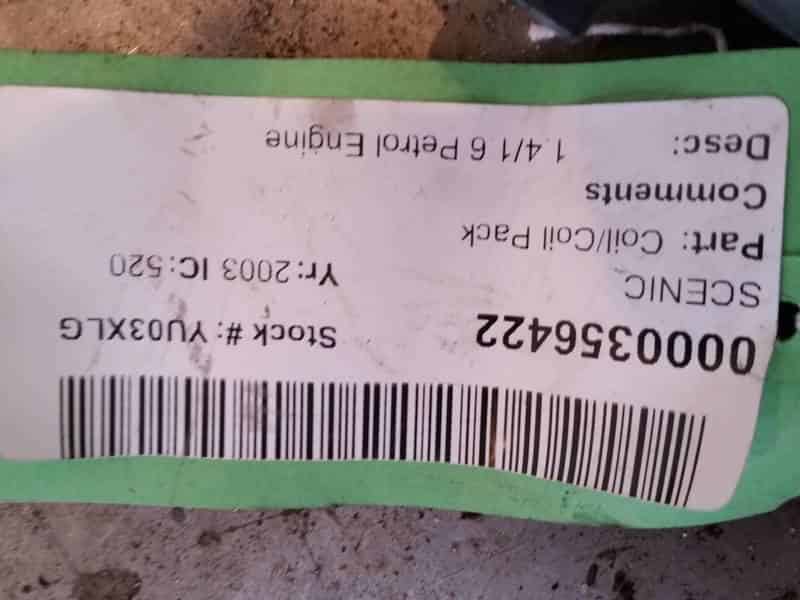 0000356422 Stock #: YU03XLG
SCENIC Yr: 2003 IC: 520
Part: Coil/Coil Pack
Comments
Desc: 1.4/1 6 Petrol Engine